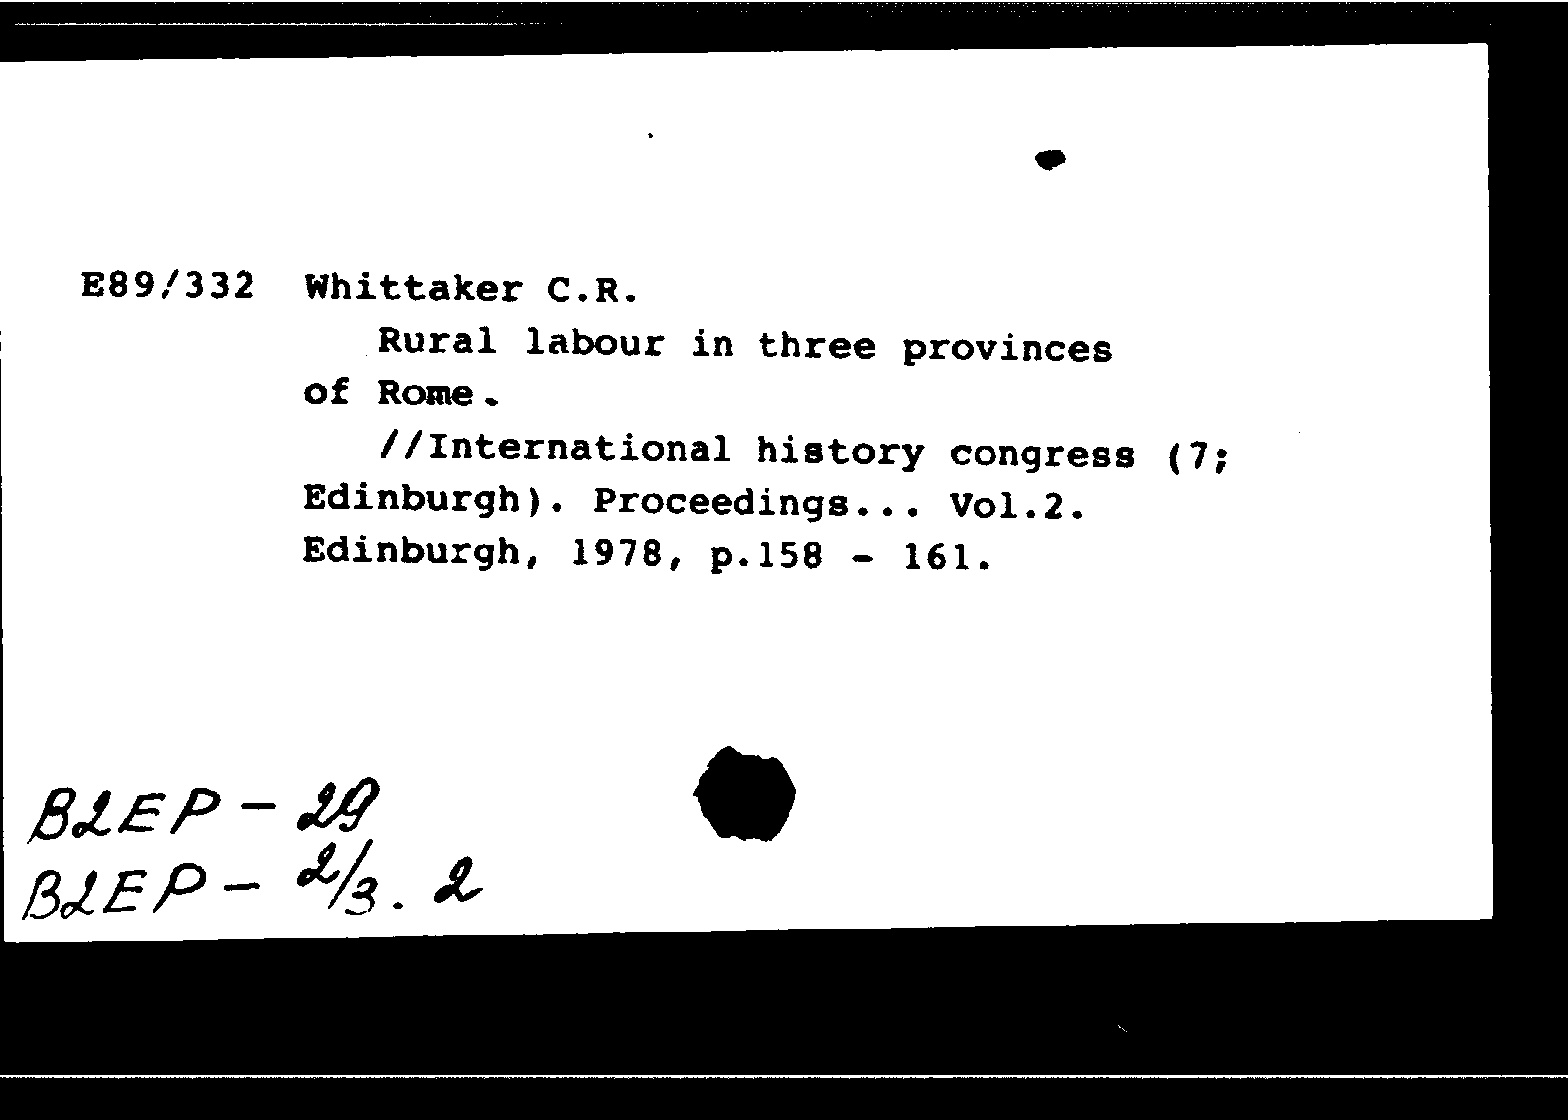 E89/332 Whittaker C.R.
Rural labour in three provinces
of Rome.
//International history congress (7;
Edinburgh). Proceedings... Vol.2.
Edinburgh, 1978, p.158 - 161.
B2EP - 29
B2EP - 2/3. 2